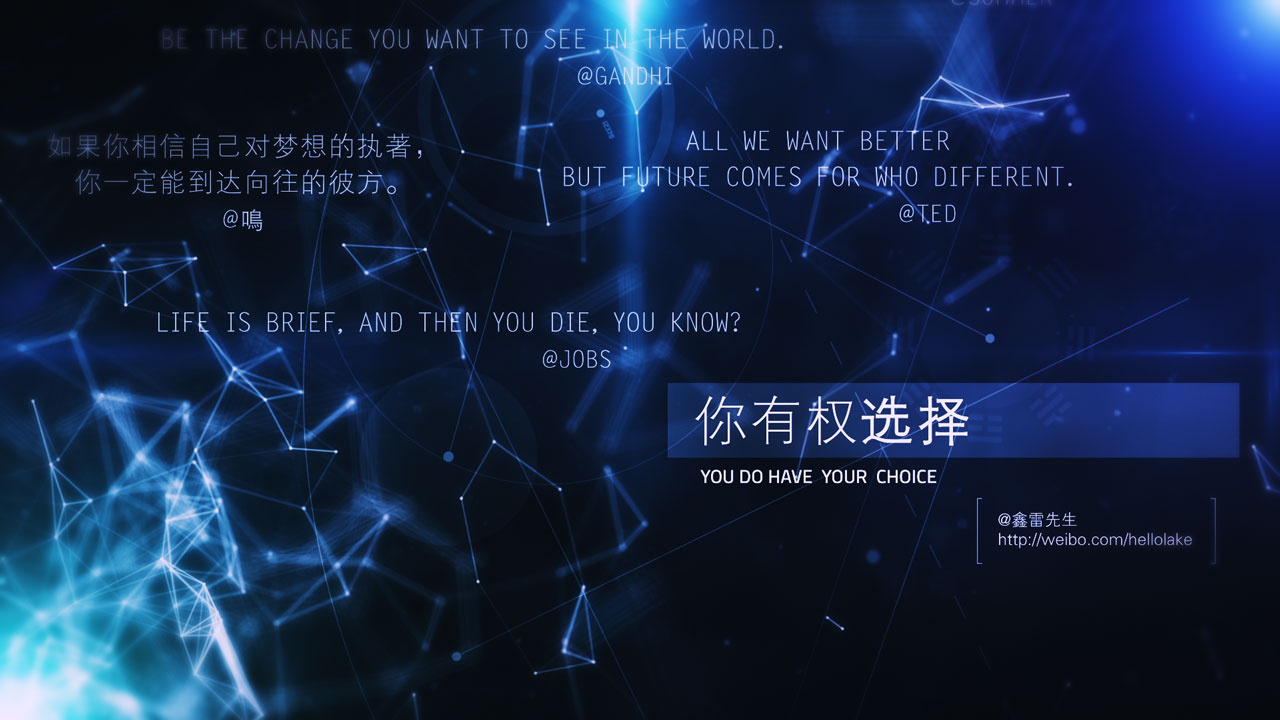 @SUMMER
BE THE CHANGE YOU WANT TO SEE IN THE WORLD.
@GANDHI
如果你相信自己对梦想的执著，
你一定能到达向往的彼方。
@鳴
ALL WE WANT BETTER
BUT FUTURE COMES FOR WHO DIFFERENT.
@TED
LIFE IS BRIEF, AND THEN YOU DIE, YOU KNOW?
@JOBS
你有权选择
YOU DO HAVE YOUR CHOICE
@鑫雷先生
http://weibo.com/hellolake